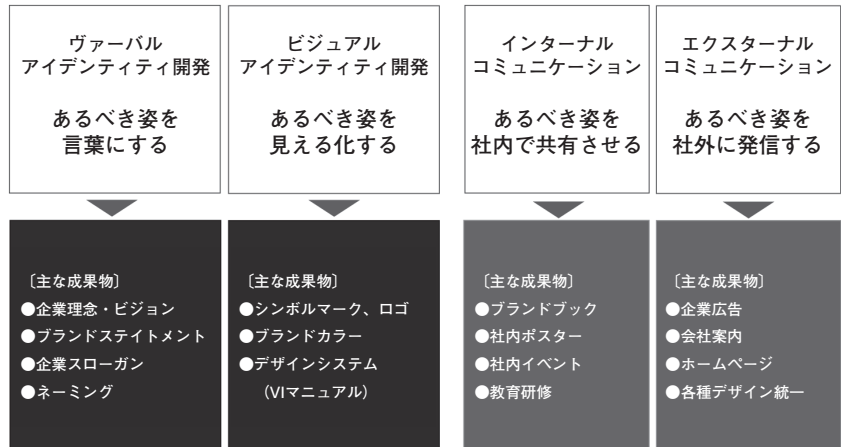 ヴァーバル
アイデンティティ開発
あるべき姿を
言葉にする
ビジュアル
アイデンティティ開発
あるべき姿を
見える化する
インターナル
コミュニケーション
あるべき姿を
社内で共有させる
エクスターナル
コミュニケーション
あるべき姿を
社外に発信する
〔主な成果物〕
●企業理念・ビジョン
●ブランドステイトメント
●企業スローガン
●ネーミング
〔主な成果物〕
●シンボルマーク、ロゴ
●ブランドカラー
●デザインシステム
（VIマニュアル）
〔主な成果物〕
●ブランドブック
●社内ポスター
●社内イベント
●教育研修
〔主な成果物〕
●企業広告
●会社案内
●ホームページ
●各種デザイン統一